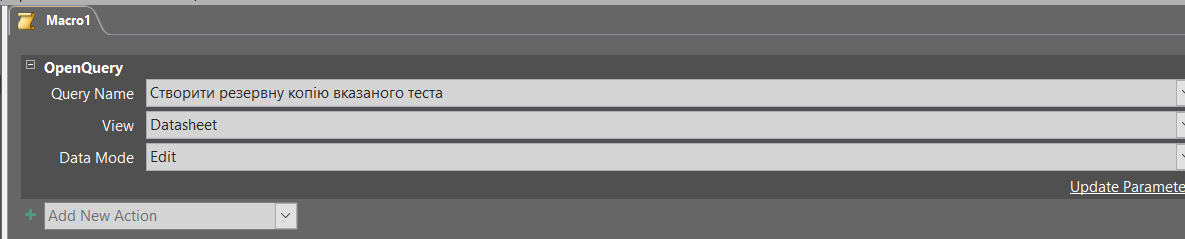 Macro1
OpenQuery
Query Name Створити резервну копію вказаного теста
View Datasheet
Data Mode Edit
Update Paramete
Add New Action